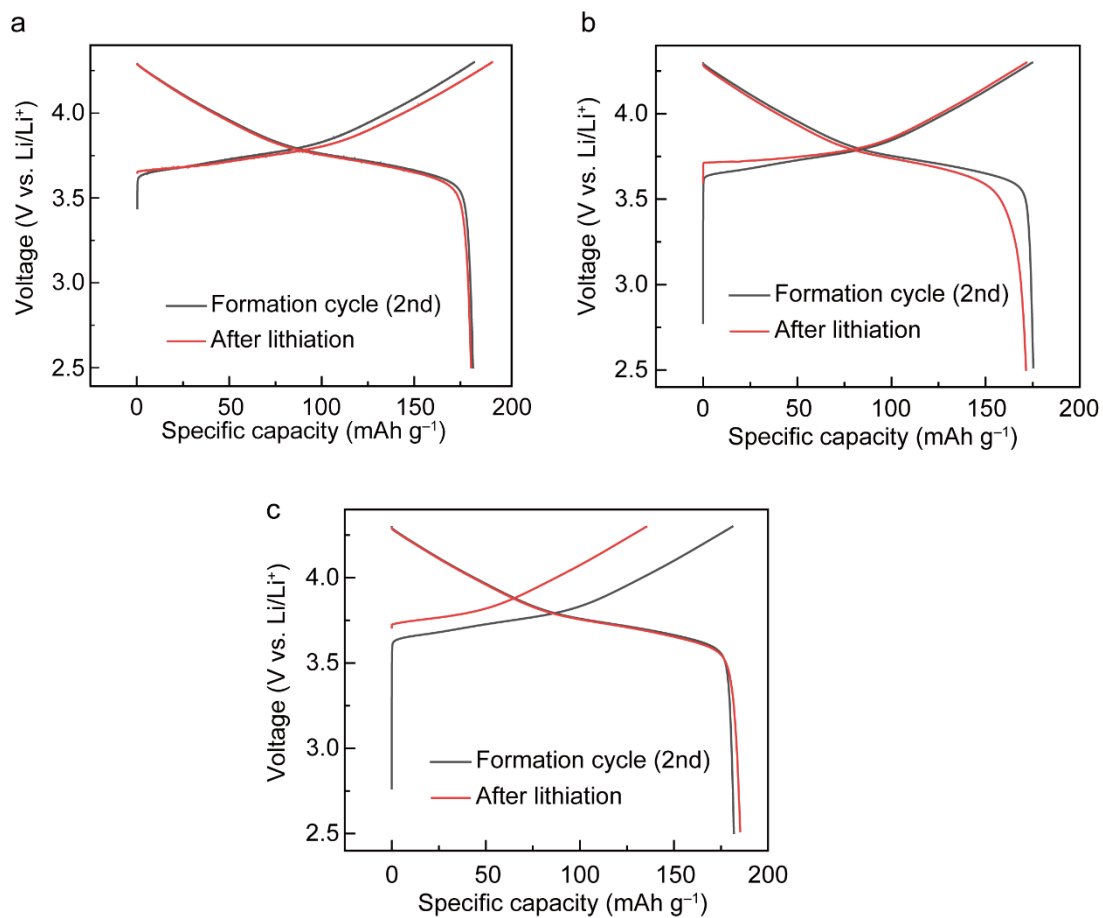 a
Voltage (V vs. Li/Li⁺)
4.0
3.5
3.0
2.5
Formation cycle (2nd)
After lithiation
0 50 100 150 200
Specific capacity (mAh g⁻¹)
b
Voltage (V vs. Li/Li⁺)
4.0
3.5
3.0
2.5
Formation cycle (2nd)
After lithiation
0 50 100 150 200
Specific capacity (mAh g⁻¹)
c
Voltage (V vs. Li/Li⁺)
4.0
3.5
3.0
2.5
Formation cycle (2nd)
After lithiation
0 50 100 150 200
Specific capacity (mAh g⁻¹)